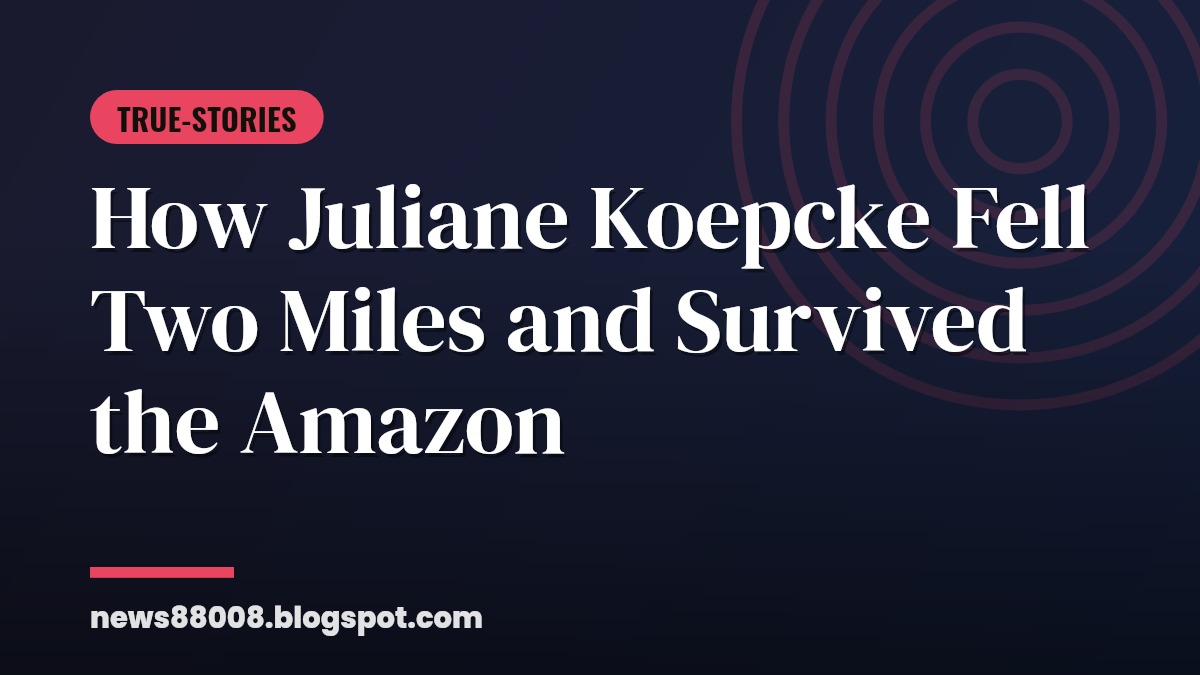 TRUE-STORIES
How Juliane Koepcke Fell
Two Miles and Survived
the Amazon
news88008.blogspot.com